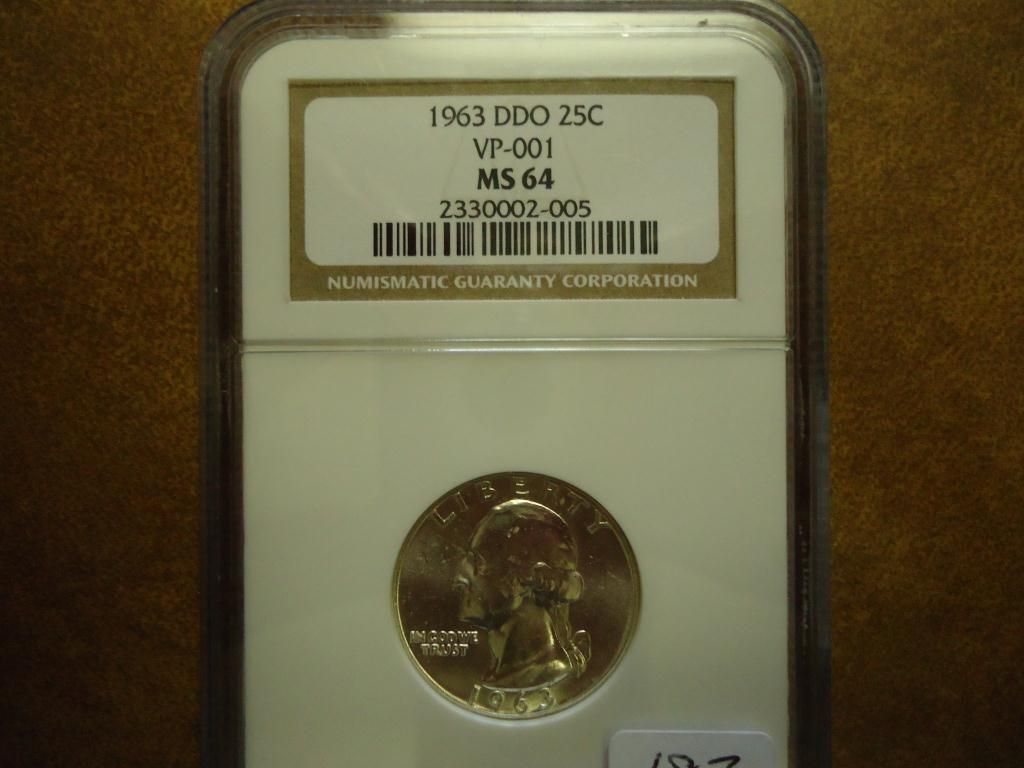 1963 DDO 25C
VP-001
MS 64
2330002-005
NUMISMATIC GUARANTY CORPORATION
LIBERTY
IN GOD WE
TRUST
1963